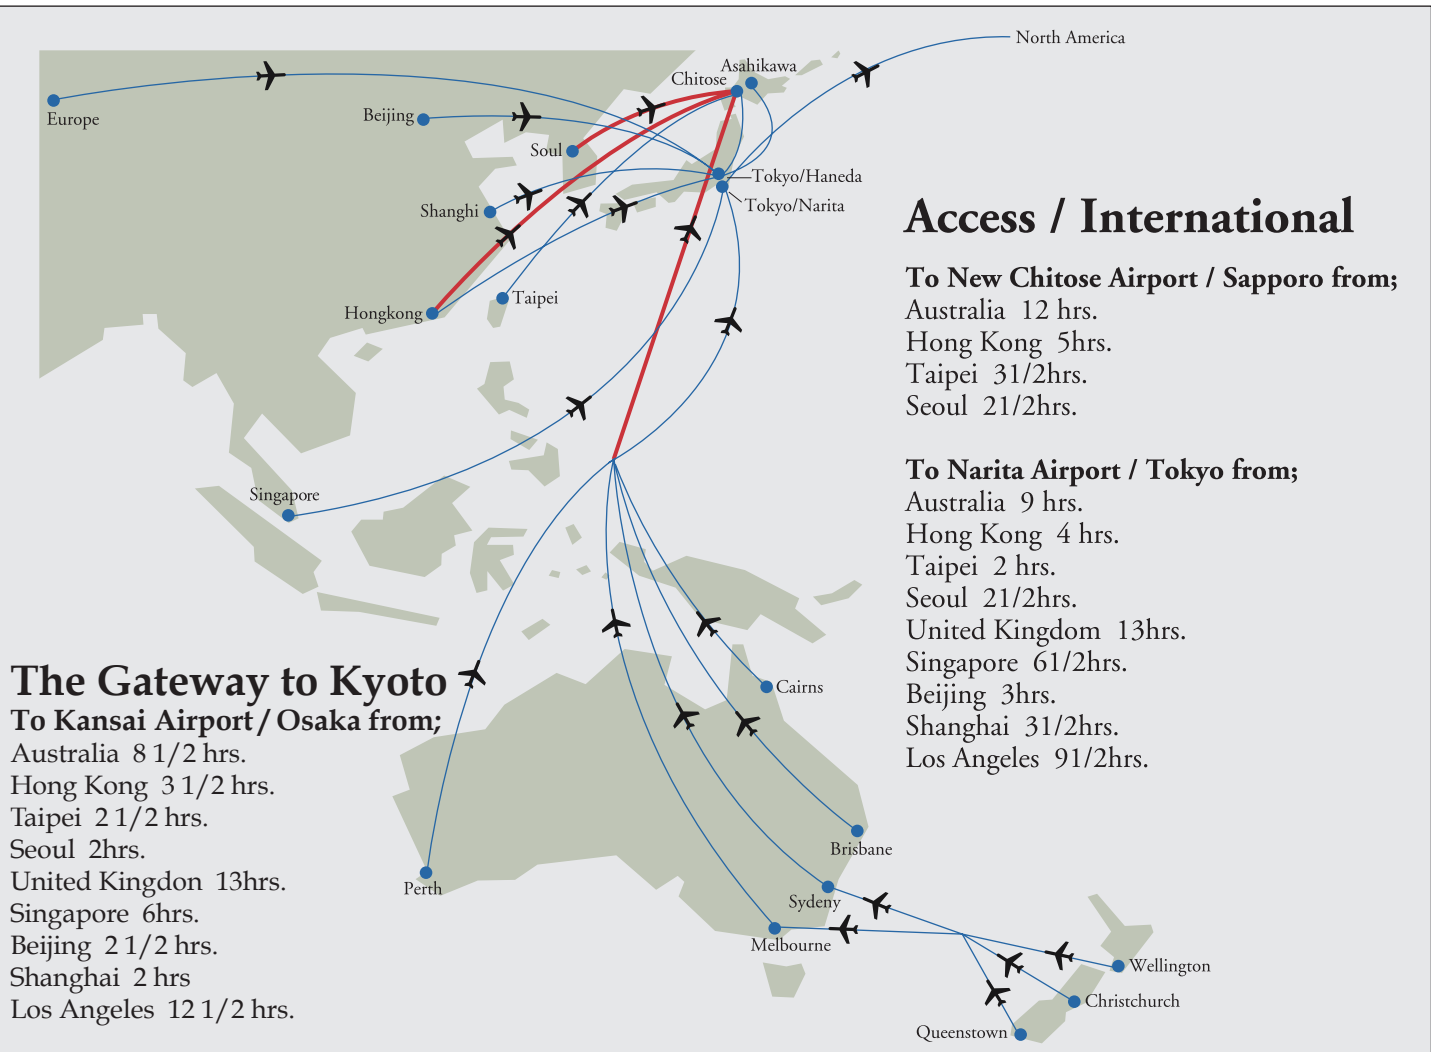 North America
Asahikawa
Chitose
Europe
Beijing
Soul
Tokyo/Haneda
Tokyo/Narita
Shanghi
Taipei
Hongkong
Singapore
Access / International
To New Chitose Airport / Sapporo from;
Australia 12 hrs.
Hong Kong 5hrs.
Taipei 31/2hrs.
Seoul 21/2hrs.
To Narita Airport / Tokyo from;
Australia 9 hrs.
Hong Kong 4 hrs.
Taipei 2 hrs.
Seoul 21/2hrs.
United Kingdom 13hrs.
Singapore 61/2hrs.
Beijing 3hrs.
Shanghai 31/2hrs.
Los Angeles 91/2hrs.
The Gateway to Kyoto
To Kansai Airport / Osaka from;
Australia 8 1/2 hrs.
Hong Kong 3 1/2 hrs.
Taipei 2 1/2 hrs.
Seoul 2hrs.
United Kingdon 13hrs.
Singapore 6hrs.
Beijing 2 1/2 hrs.
Shanghai 2 hrs
Los Angeles 12 1/2 hrs.
Cairns
Brisbane
Perth
Sydeny
Melbourne
Wellington
Christchurch
Queenstown